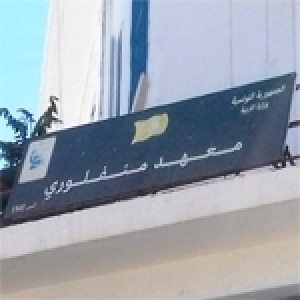 الجمهورية التونسية
وزارة التربية
معهد منفلوري